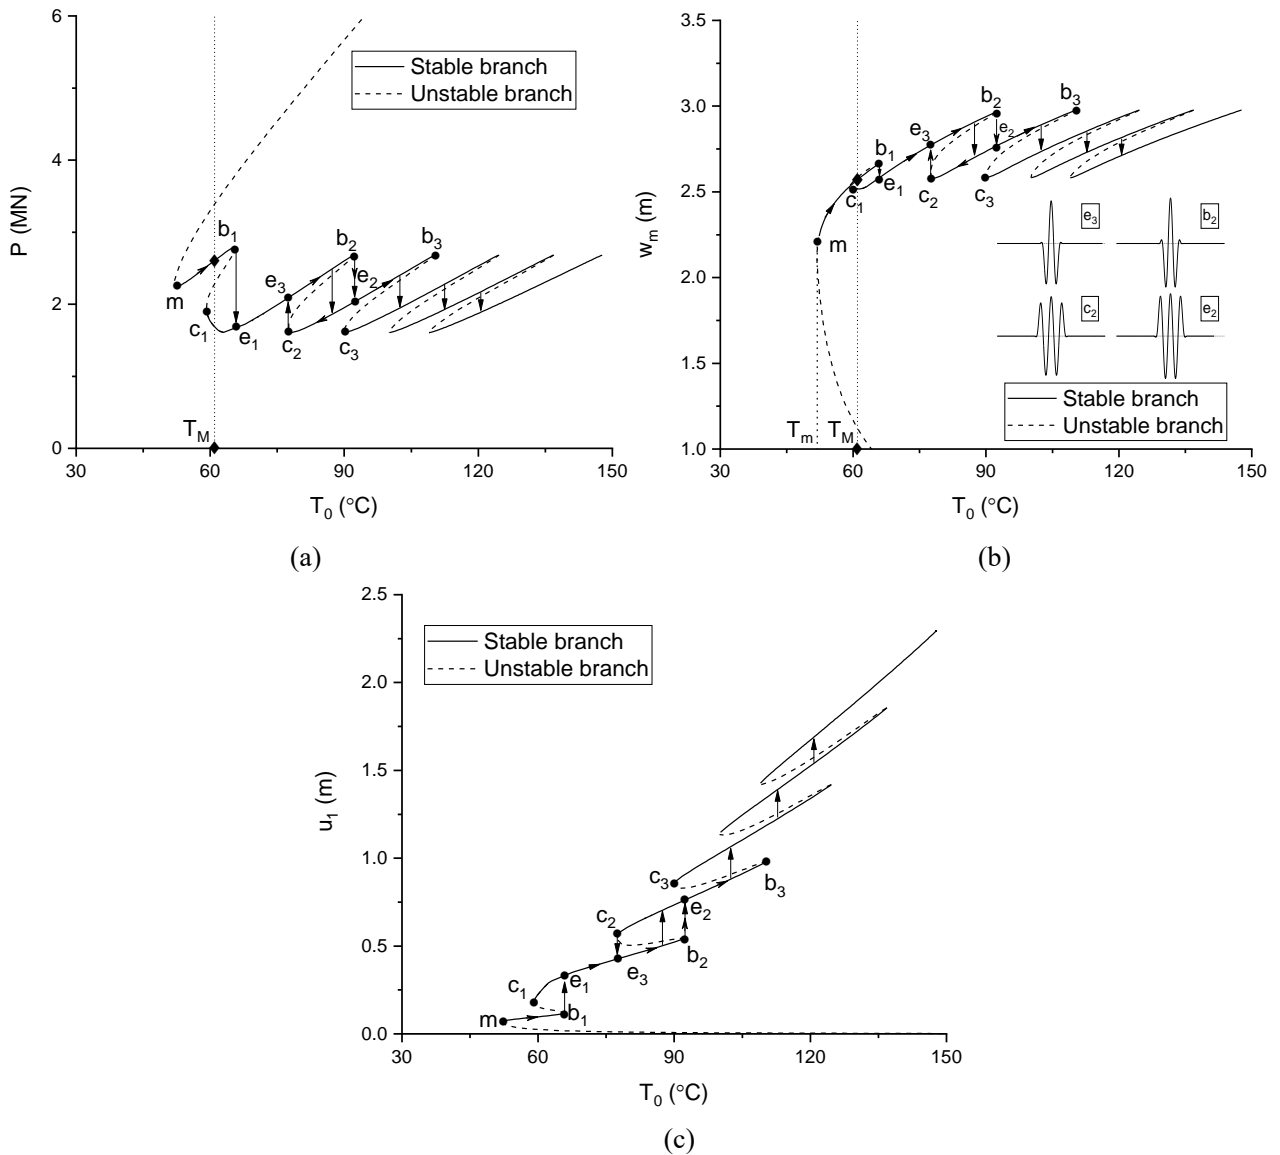 6
4
2
0
P (MN)
Stable branch
Unstable branch
b₁
b₂
b₃
e₃
e₂
m
c₁
e₁
c₂
c₃
T_M
30
60
90
120
150
T₀ (°C)
(a)
3.5
3.0
2.5
2.0
1.5
1.0
w_m (m)
b₂
b₃
e₃
e₂
b₁
c₁
e₁
c₂
c₃
m
e₃
b₂
c₂
e₂
Stable branch
Unstable branch
T_m
T_M
30
60
90
120
150
T₀ (°C)
(b)
2.5
2.0
1.5
1.0
0.5
0.0
u₁ (m)
Stable branch
Unstable branch
c₃
b₃
c₂
e₂
b₂
e₃
c₁
e₁
m
b₁
30
60
90
120
150
T₀ (°C)
(c)